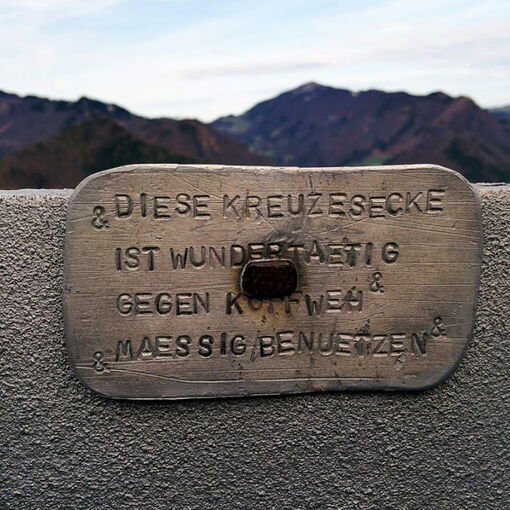 & DIESE KREUZESECKE
IST WUNDERTAETIG
GEGEN KOPFWEH &
& MAESSIG BENUETZEN &